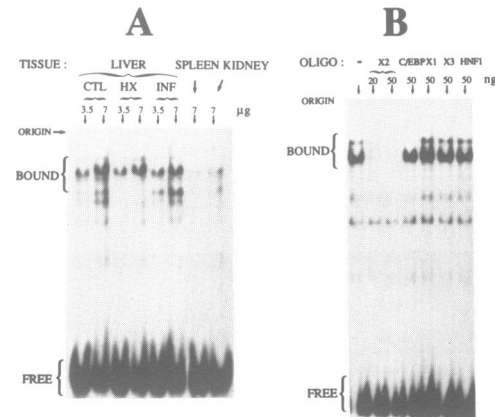 A
TISSUE : LIVER SPLEEN KIDNEY
CTL HX INF
3.5 7 3.5 7 3.5 7 7 7 µg
ORIGIN
BOUND
FREE
B
OLIGO : - X2 C/EBP X1 X3 HNF1
20 50 50 50 50 50 ng
ORIGIN
BOUND
FREE